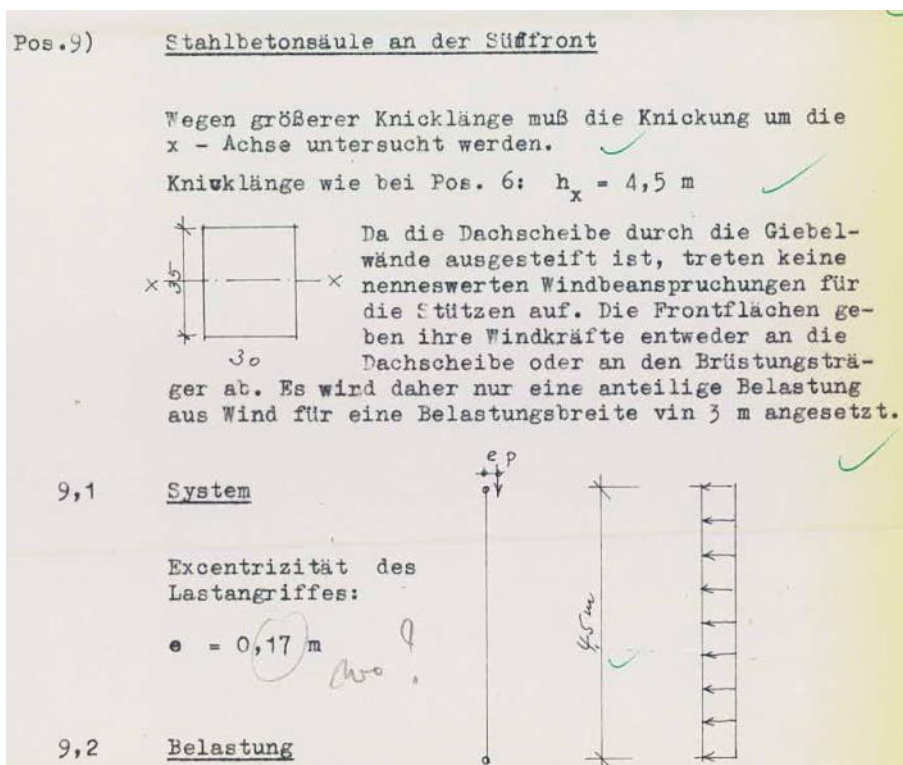 Pos.9) Stahlbetonsäule an der Südfront
Wegen größerer Knicklänge muß die Knickung um die
x - Achse untersucht werden.
Knivklänge wie bei Pos. 6: hx = 4,5 m
Da die Dachscheibe durch die Giebel-
wände ausgesteift ist, treten keine
x 35 x nenneswerten Windbeanspruchungen für
die Stützen auf. Die Frontflächen ge-
ben ihre Windkräfte entweder an die
30 Dachscheibe oder an den Brüstungsträ-
ger ab. Es wird daher nur eine anteilige Belastung
aus Wind für eine Belastungsbreite vin 3 m angesetzt.
e p
9,1 System
Excentrizität des
Lastangriffes:
4,5 m
e = 0,17 m ?
9,2 Belastung